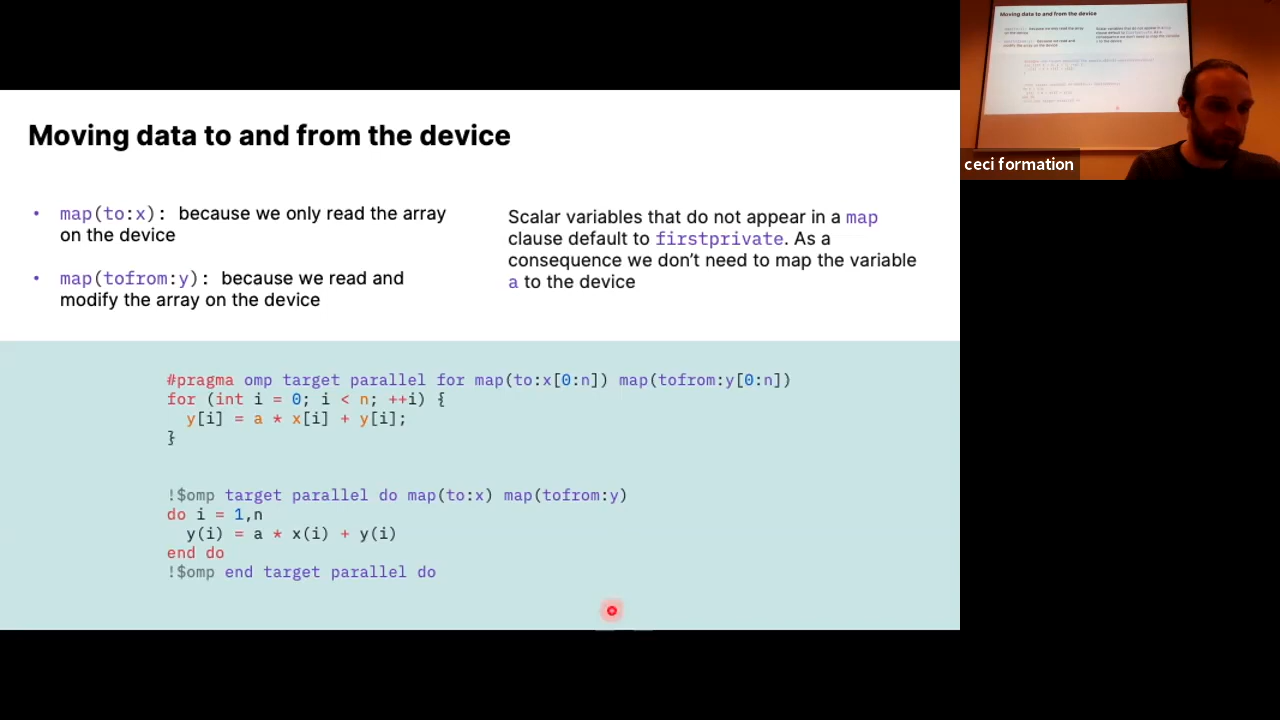 Moving data to and from the device
• map(to:x): because we only read the array
on the device
• map(tofrom:y): because we read and
modify the array on the device
Scalar variables that do not appear in a map
clause default to firstprivate. As a
consequence we don’t need to map the variable
a to the device
#pragma omp target parallel for map(to:x[0:n]) map(tofrom:y[0:n])
for (int i = 0; i < n; ++i) {
  y[i] = a * x[i] + y[i];
}
!$omp target parallel do map(to:x) map(tofrom:y)
do i = 1,n
  y(i) = a * x(i) + y(i)
end do
!$omp end target parallel do
Moving data to and from the device
ceci formation